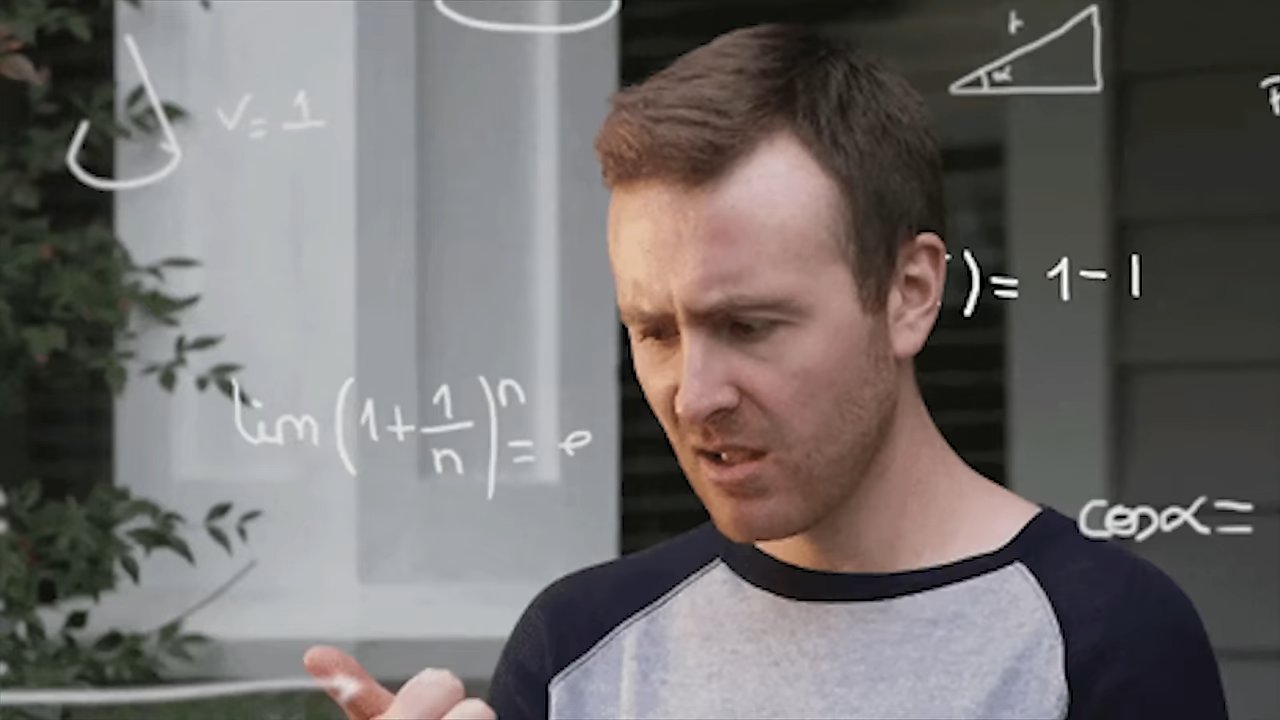 r
α
V = 1
) = 1 - 1
lim (1 + 1/n)^n = e
cosα =